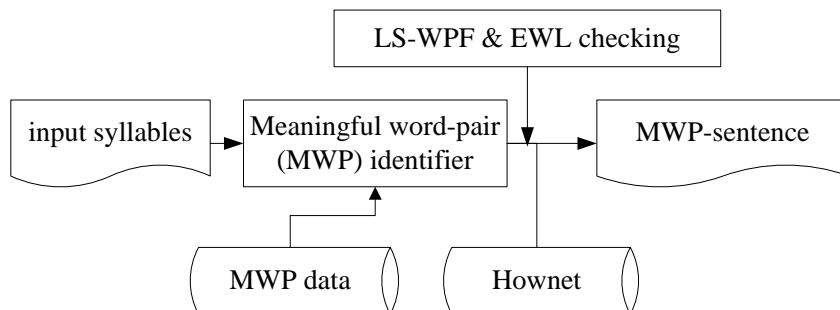 LS-WPF & EWL checking
input syllables
Meaningful word-pair
(MWP) identifier
MWP-sentence
MWP data
Hownet